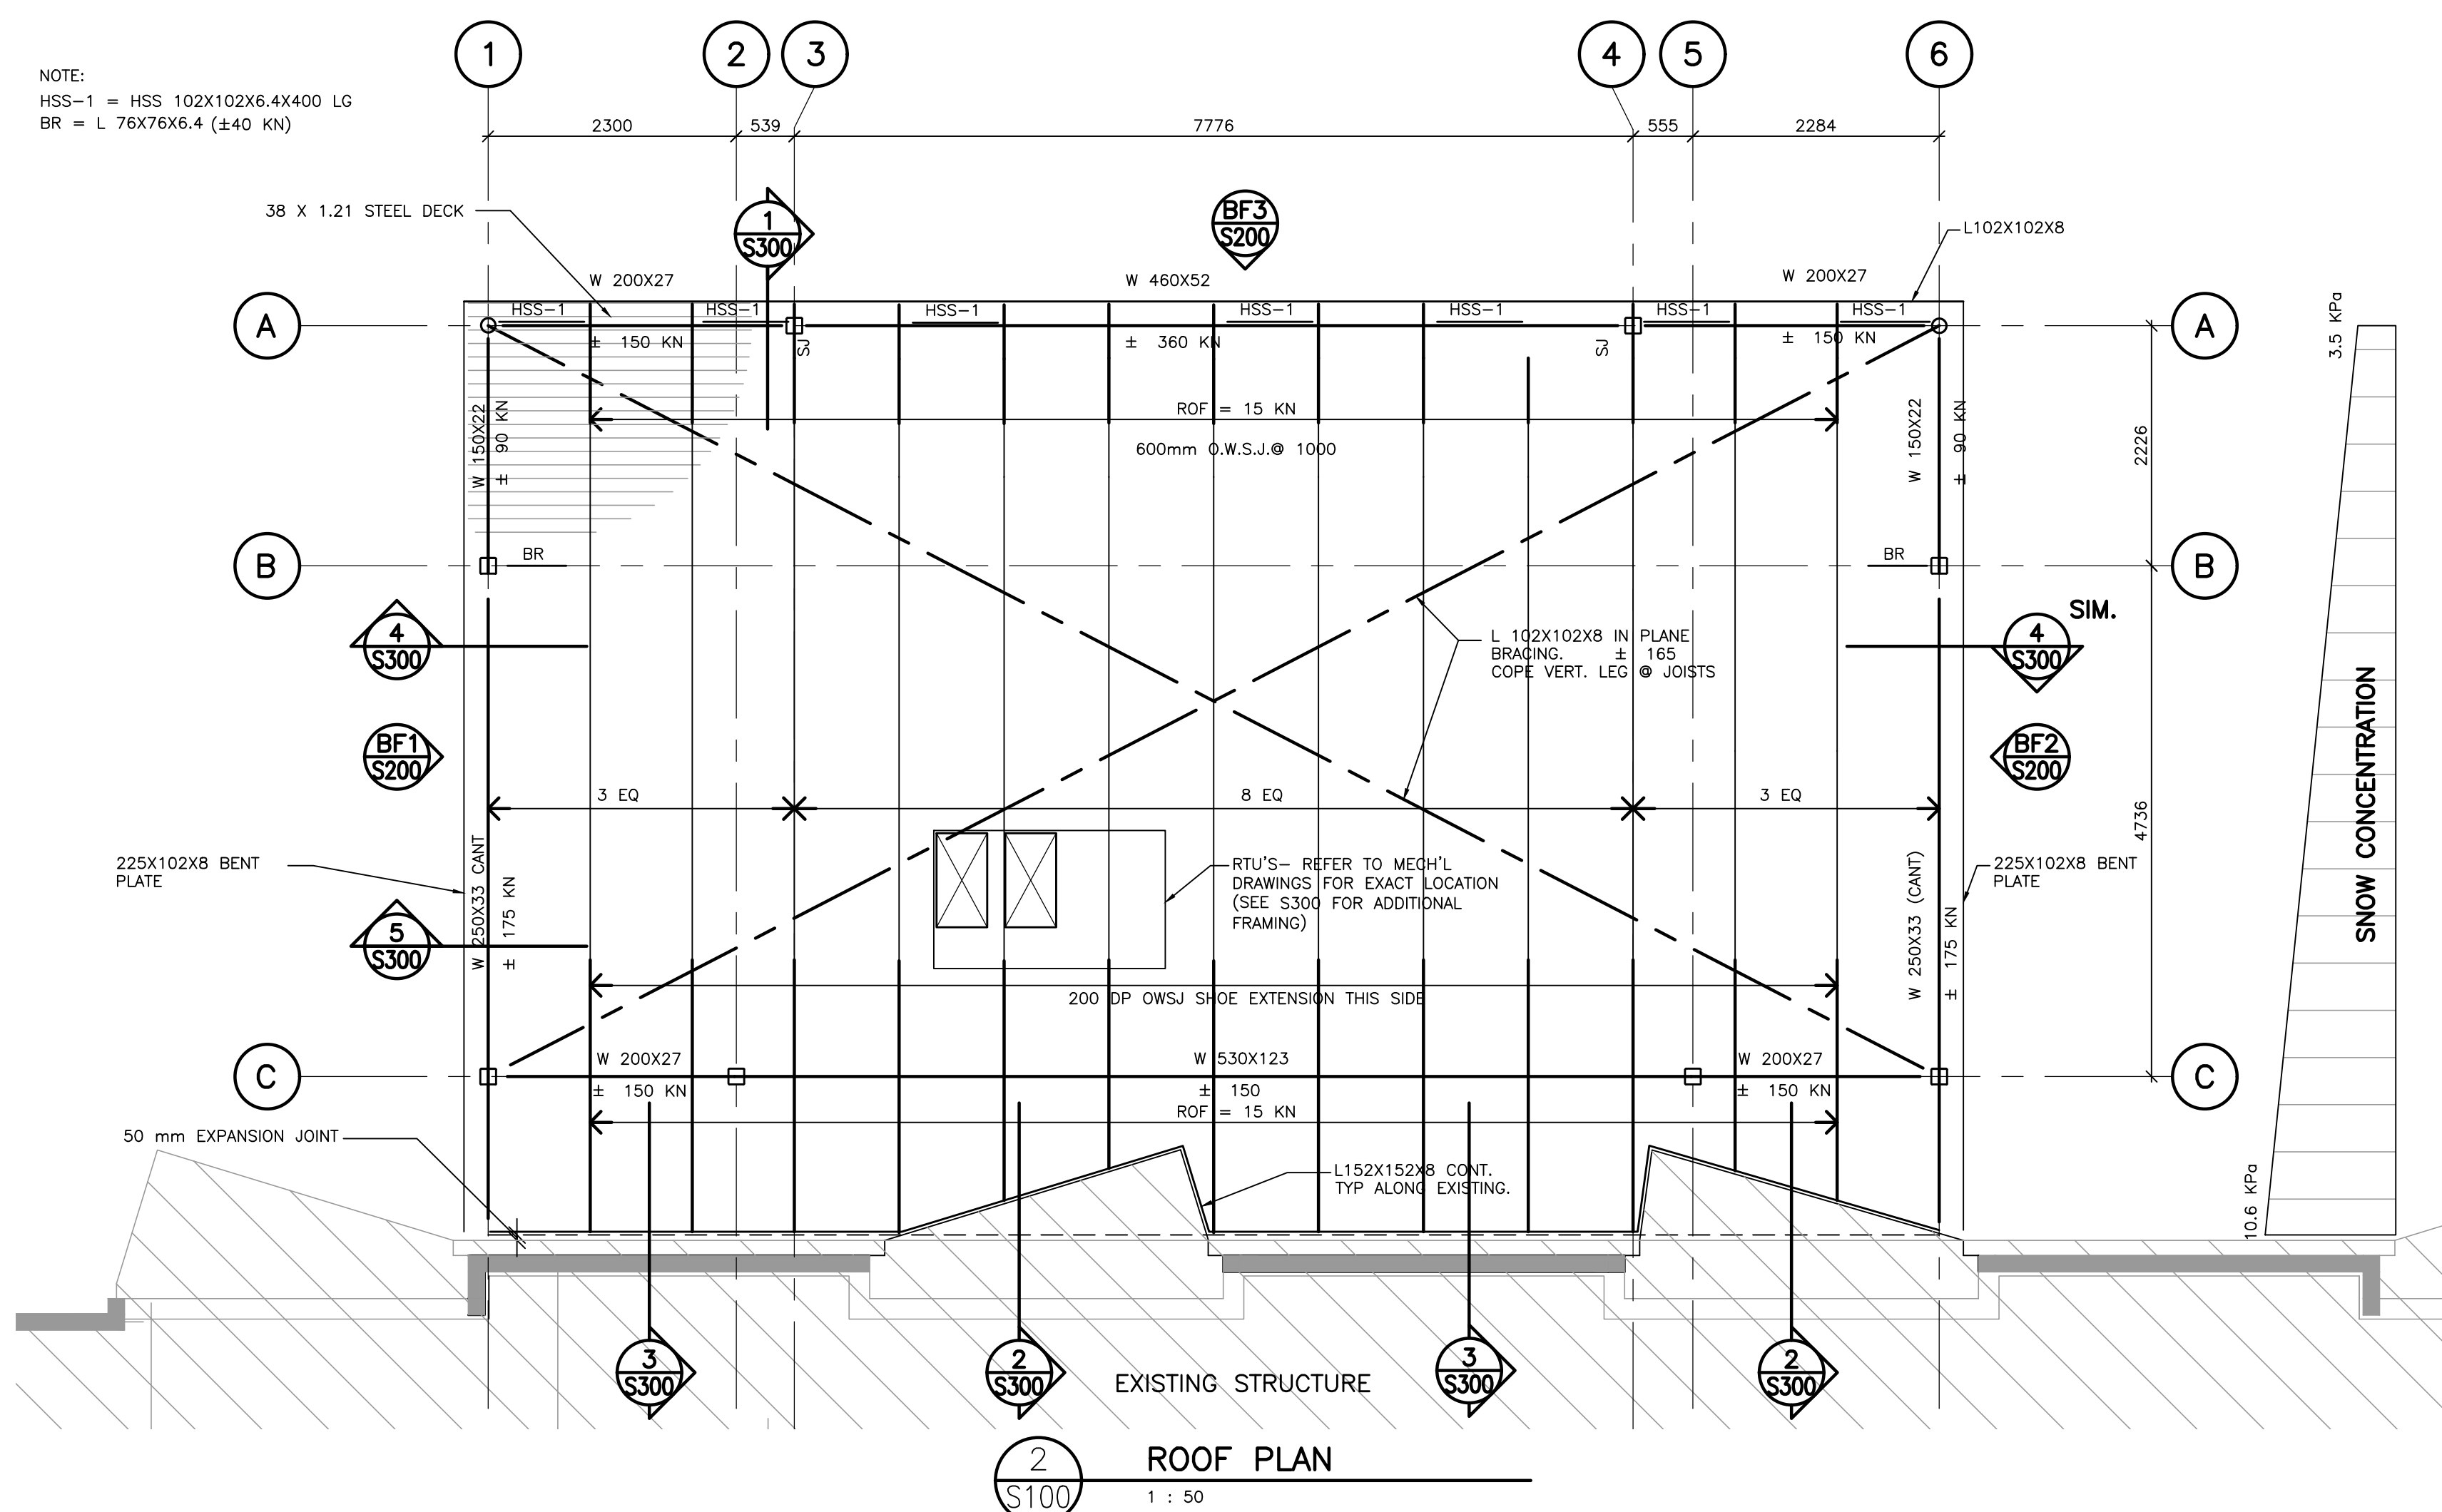 1
2
3
4
5
6
NOTE:
HSS-1 = HSS 102X102X6.4X400 LG
BR = L 76X76X6.4 (±40 KN)
2300
539
7776
555
2284
38 X 1.21 STEEL DECK
1
S300
BF3
S200
L102X102X8
W 200X27
W 460X52
W 200X27
A
HSS-1
HSS-1
HSS-1
HSS-1
HSS-1
HSS-1
HSS-1
A
± 150 KN
SJ
± 360 KN
SJ
± 150 KN
3.5 KPa
W 150X22
± 90 KN
ROF = 15 KN
600mm O.W.S.J.@ 1000
W 150X22
± 90 KN
2226
B
BR
BR
B
4
S300
SIM.
4
S300
L 102X102X8 IN PLANE
BRACING. ± 165
COPE VERT. LEG @ JOISTS
BF1
S200
BF2
S200
SNOW CONCENTRATION
3 EQ
8 EQ
3 EQ
4736
225X102X8 BENT
PLATE
W 250X33 CANT
± 175 KN
RTU'S- REFER TO MECH'L
DRAWINGS FOR EXACT LOCATION
(SEE S300 FOR ADDITIONAL
FRAMING)
W 250X33 (CANT)
± 175 KN
225X102X8 BENT
PLATE
5
S300
200 DP OWSJ SHOE EXTENSION THIS SIDE
C
W 200X27
W 530X123
W 200X27
C
± 150 KN
± 150
± 150 KN
ROF = 15 KN
50 mm EXPANSION JOINT
L152X152X8 CONT.
TYP ALONG EXISTING.
10.6 KPa
3
S300
2
S300
EXISTING STRUCTURE
3
S300
2
S300
2
S100
ROOF PLAN
1 : 50